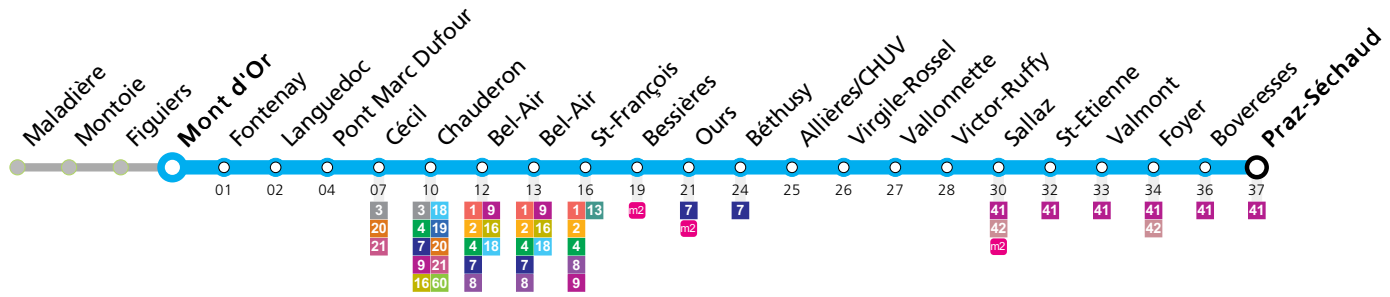 Maladière
Montoie
Figuiers
Mont d'Or
Fontenay
Languedoc
Pont Marc Dufour
Cécil
Chauderon
Bel-Air
Bel-Air
St-François
Bessières
Ours
Béthusy
Allières/CHUV
Virgile-Rossel
Vallonnette
Victor-Ruffy
Sallaz
St-Etienne
Valmont
Foyer
Boveresses
Praz-Séchaud
01 02 04 07 10 12 13 16 19 21 24 25 26 27 28 30 32 33 34 36 37
3 3 18 1 9 1 9 1 13 m2 7 7 41 41 41 41 41 41
20 4 19 2 16 2 16 2 m2 42 42
21 7 20 4 18 4 18 4 m2
9 21 7 7 8
16 60 8 8 9